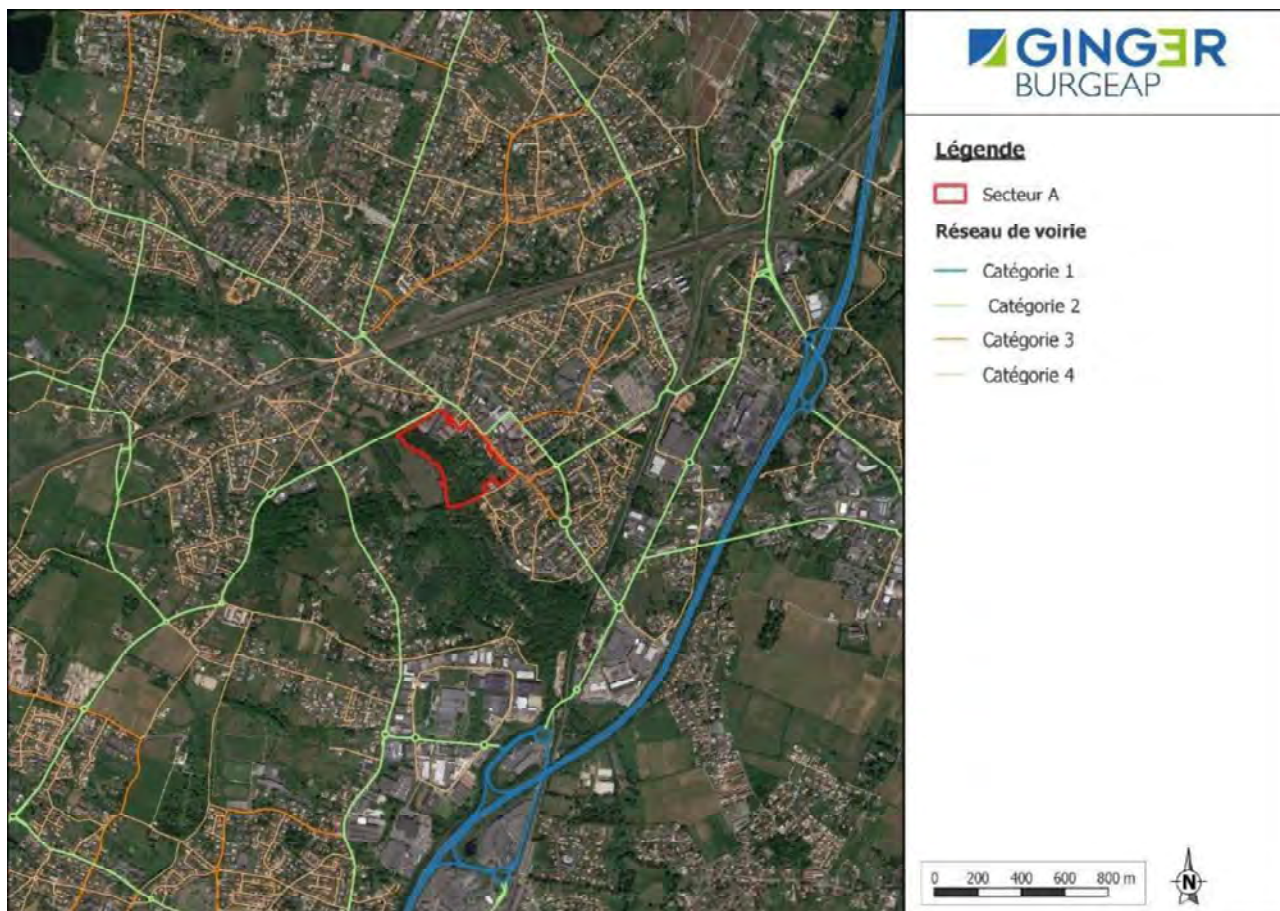 GINGER
BURGEAP
Légende
Secteur A
Réseau de voirie
Catégorie 1
Catégorie 2
Catégorie 3
Catégorie 4
0 200 400 600 800 m
N